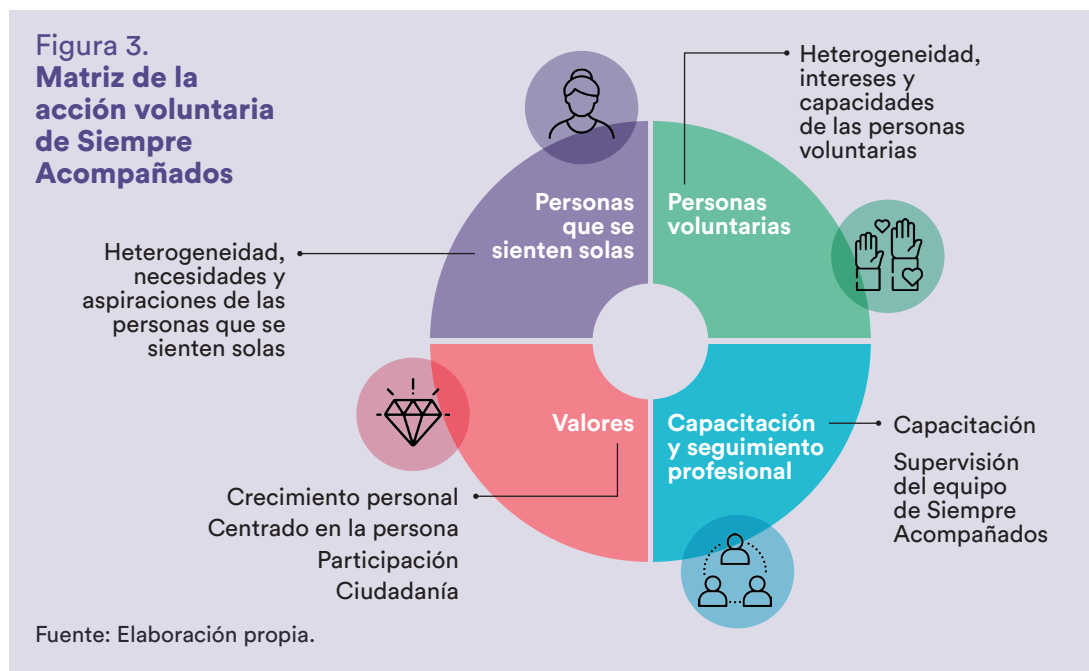 Figura 3.
Matriz de la
acción voluntaria
de Siempre
Acompañados
Heterogeneidad,
intereses y
capacidades
de las personas
voluntarias
Personas
que se
sienten solas
Personas
voluntarias
Heterogeneidad,
necesidades y
aspiraciones de las
personas que se
sienten solas
Valores
Capacitación
y seguimiento
profesional
Capacitación
Supervisión
del equipo
de Siempre
Acompañados
Crecimiento personal
Centrado en la persona
Participación
Ciudadanía
Fuente: Elaboración propia.